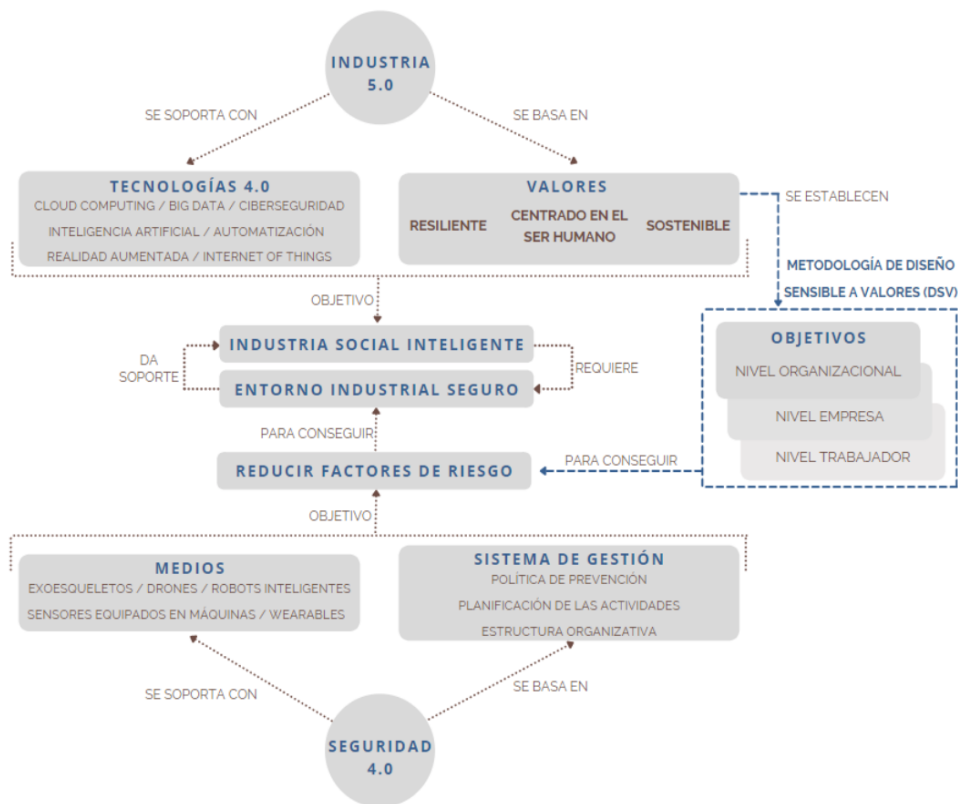 INDUSTRIA
5.0
SE SOPORTA CON
SE BASA EN
TECNOLOGÍAS 4.0
CLOUD COMPUTING / BIG DATA / CIBERSEGURIDAD
INTELIGENCIA ARTIFICIAL / AUTOMATIZACIÓN
REALIDAD AUMENTADA / INTERNET OF THINGS
VALORES
RESILIENTE
CENTRADO EN EL
SER HUMANO
SOSTENIBLE
SE ESTABLECEN
METODOLOGÍA DE DISEÑO
SENSIBLE A VALORES (DSV)
OBJETIVO
INDUSTRIA SOCIAL INTELIGENTE
DA
SOPORTE
REQUIERE
ENTORNO INDUSTRIAL SEGURO
OBJETIVOS
NIVEL ORGANIZACIONAL
NIVEL EMPRESA
NIVEL TRABAJADOR
PARA CONSEGUIR
PARA CONSEGUIR
REDUCIR FACTORES DE RIESGO
OBJETIVO
MEDIOS
EXOESQUELETOS / DRONES / ROBOTS INTELIGENTES
SENSORES EQUIPADOS EN MÁQUINAS / WEARABLES
SISTEMA DE GESTIÓN
POLÍTICA DE PREVENCIÓN
PLANIFICACIÓN DE LAS ACTIVIDADES
ESTRUCTURA ORGANIZATIVA
SE SOPORTA CON
SE BASA EN
SEGURIDAD
4.0